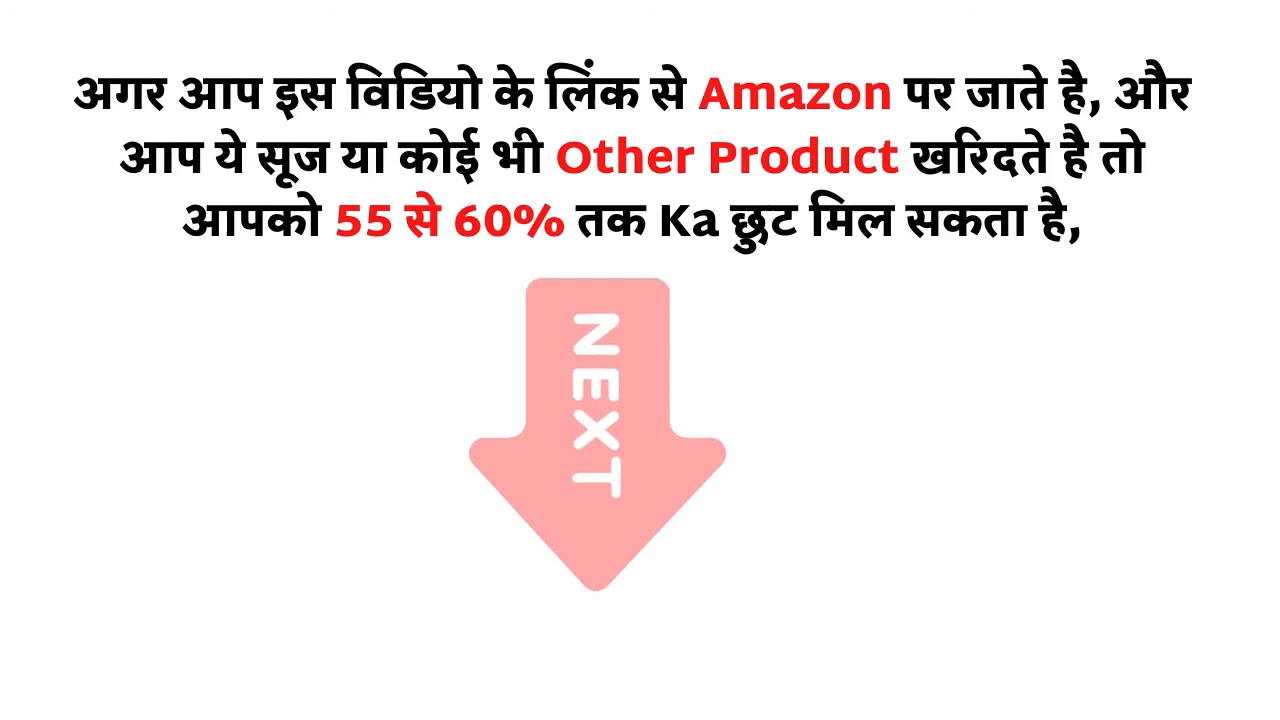 अगर आप इस विडियो के लिंक से Amazon पर जाते है, और
आप ये सूज या कोई भी Other Product खरिदते है तो
आपको 55 से 60% तक Ka छुट मिल सकता है,
NEXT